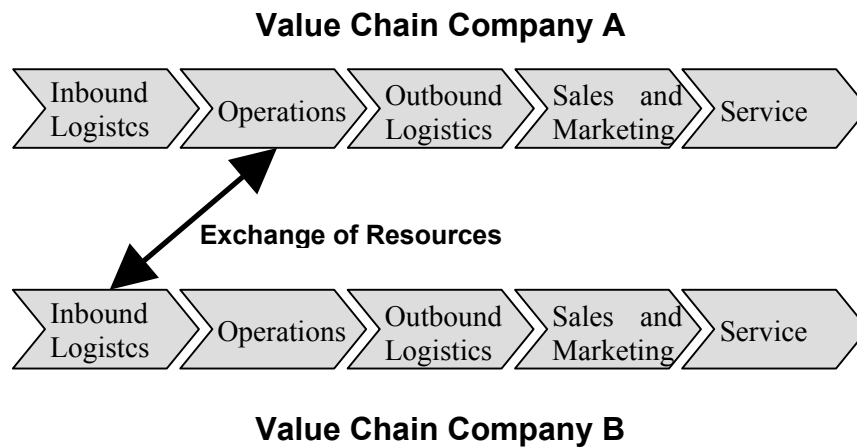 Value Chain Company A
Inbound
Logistcs
Operations
Outbound
Logistics
Sales and
Marketing
Service
Exchange of Resources
Inbound
Logistcs
Operations
Outbound
Logistics
Sales and
Marketing
Service
Value Chain Company B